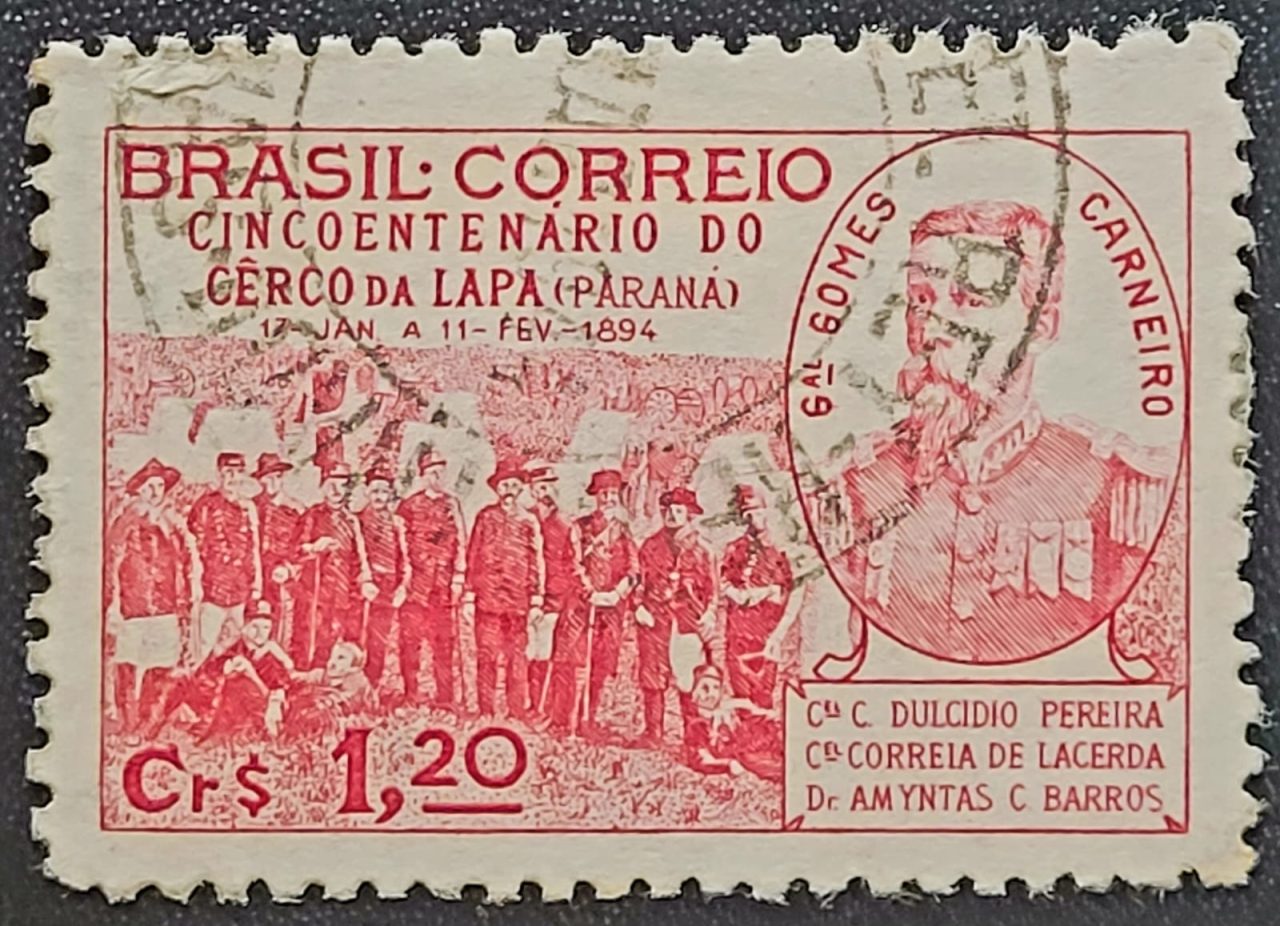 BRASIL·CORREIO
CINCOENTENÁRIO DO
CÊRCO DA LAPA (PARANÁ)
17-JAN. A 11-FEV.-1894
Gal GOMES CARNEIRO
Cr$ 1,20
Cel C. DULCIDIO PEREIRA
Cel CORREIA DE LACERDA
Dr. AMYNTAS C BARROS